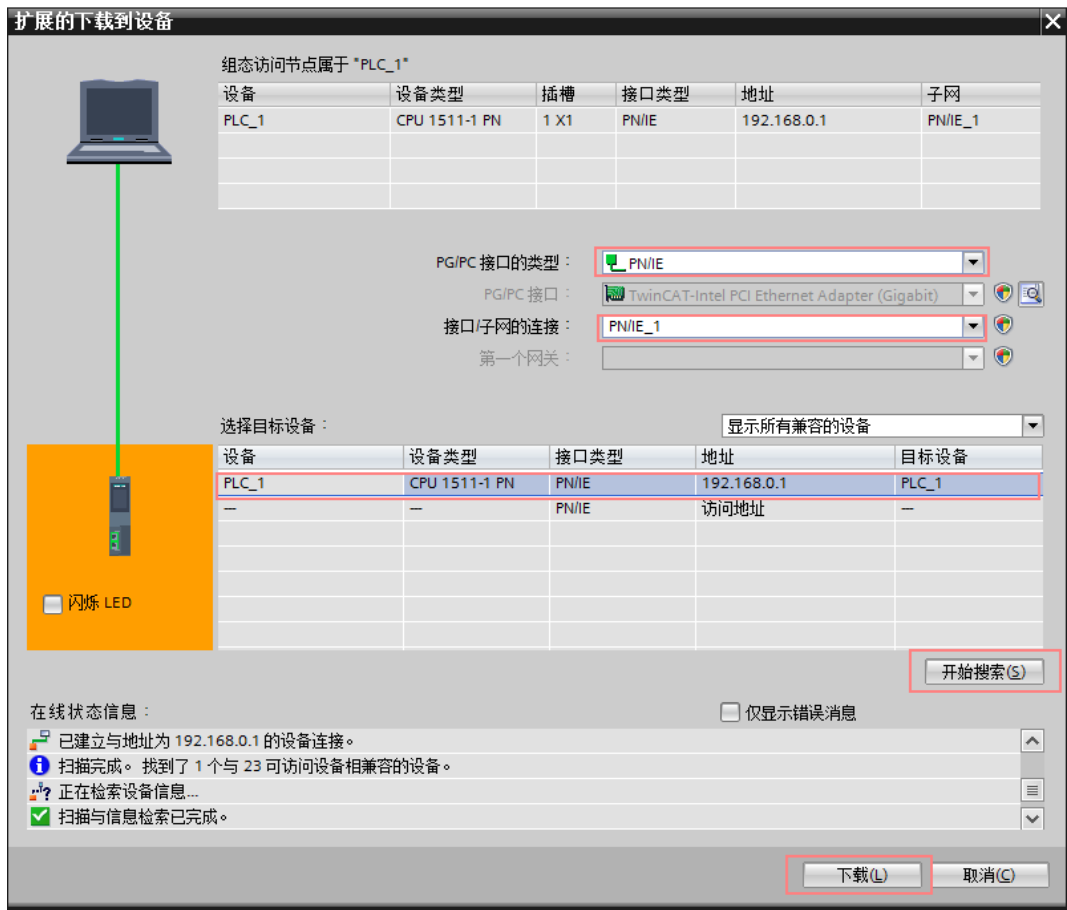 扩展的下载到设备
组态访问节点属于 "PLC_1"
设备 设备类型 插槽 接口类型 地址 子网
PLC_1 CPU 1511-1 PN 1 X1 PN/IE 192.168.0.1 PN/IE_1
PG/PC 接口的类型： PN/IE
PG/PC 接口： TwinCAT-Intel PCI Ethernet Adapter (Gigabit)
接口/子网的连接： PN/IE_1
第一个网关：
选择目标设备： 显示所有兼容的设备
设备 设备类型 接口类型 地址 目标设备
PLC_1 CPU 1511-1 PN PN/IE 192.168.0.1 PLC_1
— — PN/IE 访问地址 —
闪烁 LED
开始搜索(S)
在线状态信息： 仅显示错误消息
已建立与地址为 192.168.0.1 的设备连接。
扫描完成。 找到了 1 个与 23 可访问设备相兼容的设备。
正在检索设备信息...
扫描与信息检索已完成。
下载(L) 取消(C)